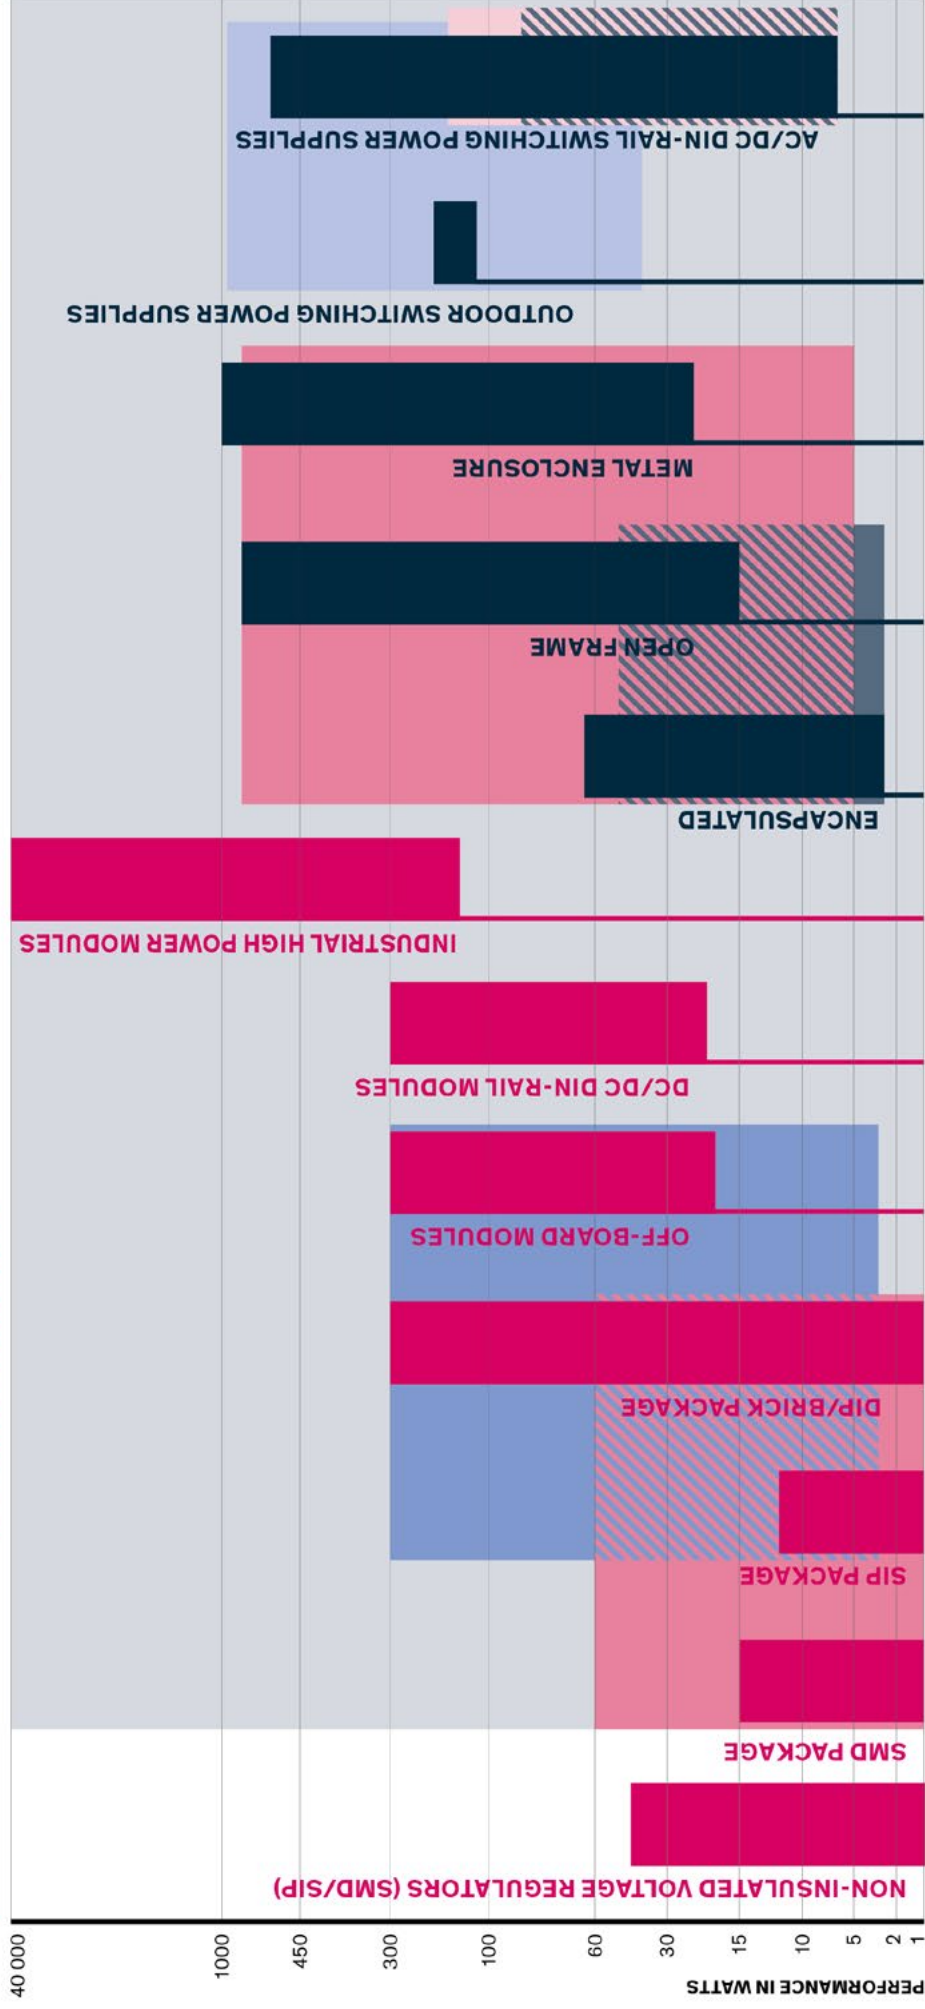 PERFORMANCE IN WATTS
1
2
5
10
15
30
60
100
300
450
1000
40 000
NON-INSULATED VOLTAGE REGULATORS (SMD/SIP)
SMD PACKAGE
SIP PACKAGE
DIP/BRICK PACKAGE
OFF-BOARD MODULES
DC/DC DIN-RAIL MODULES
INDUSTRIAL HIGH POWER MODULES
ENCAPSULATED
OPEN FRAME
METAL ENCLOSURE
OUTDOOR SWITCHING POWER SUPPLIES
AC/DC DIN-RAIL SWITCHING POWER SUPPLIES